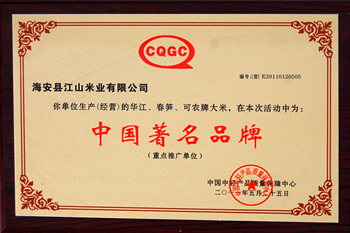 CQGC
编号:(冒) E20110120505
海安县江山米业有限公司
你单位生产(经营)的华江、春笋、可农牌大米，在本次活动中为：
中国著名品牌
(重点推广单位)
中国中轻产品质量保障中心
二〇一一年五月二十五日